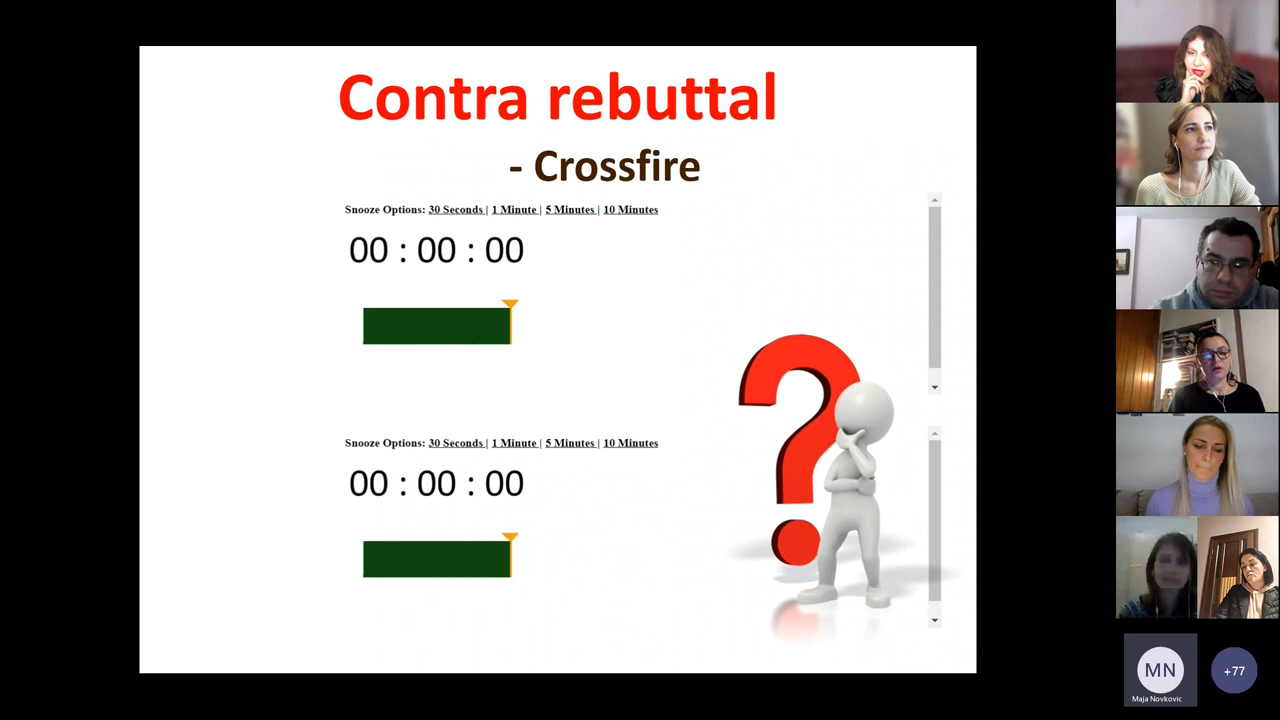 Contra rebuttal
- Crossfire
Snooze Options: 30 Seconds | 1 Minute | 5 Minutes | 10 Minutes
00 : 00 : 00
Snooze Options: 30 Seconds | 1 Minute | 5 Minutes | 10 Minutes
00 : 00 : 00
MN
Maja Novkovic
+77